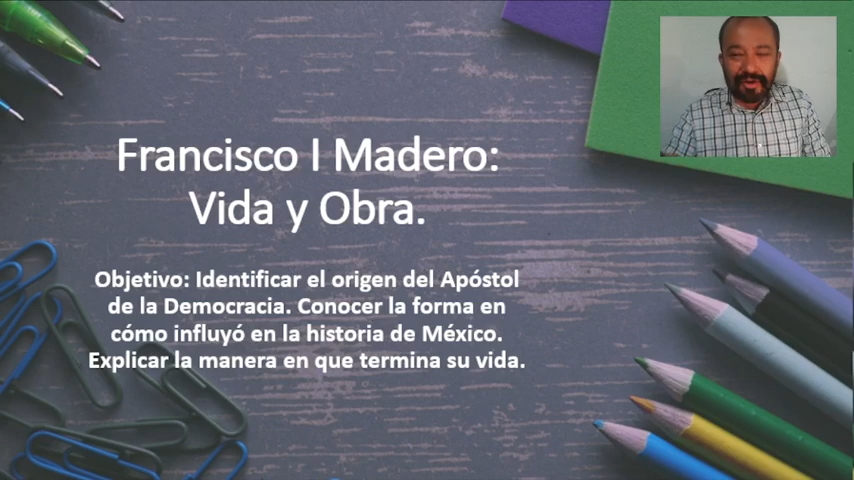 Francisco I Madero:
Vida y Obra.
Objetivo: Identificar el origen del Apóstol
de la Democracia. Conocer la forma en
cómo influyó en la historia de México.
Explicar la manera en que termina su vida.